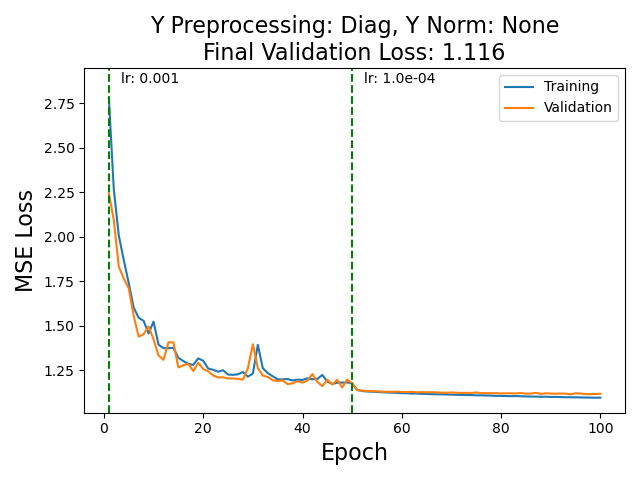 Y Preprocessing: Diag, Y Norm: None
Final Validation Loss: 1.116
lr: 0.001
lr: 1.0e-04
Training
Validation
2.75
2.50
2.25
2.00
1.75
1.50
1.25
MSE Loss
0
20
40
60
80
100
Epoch